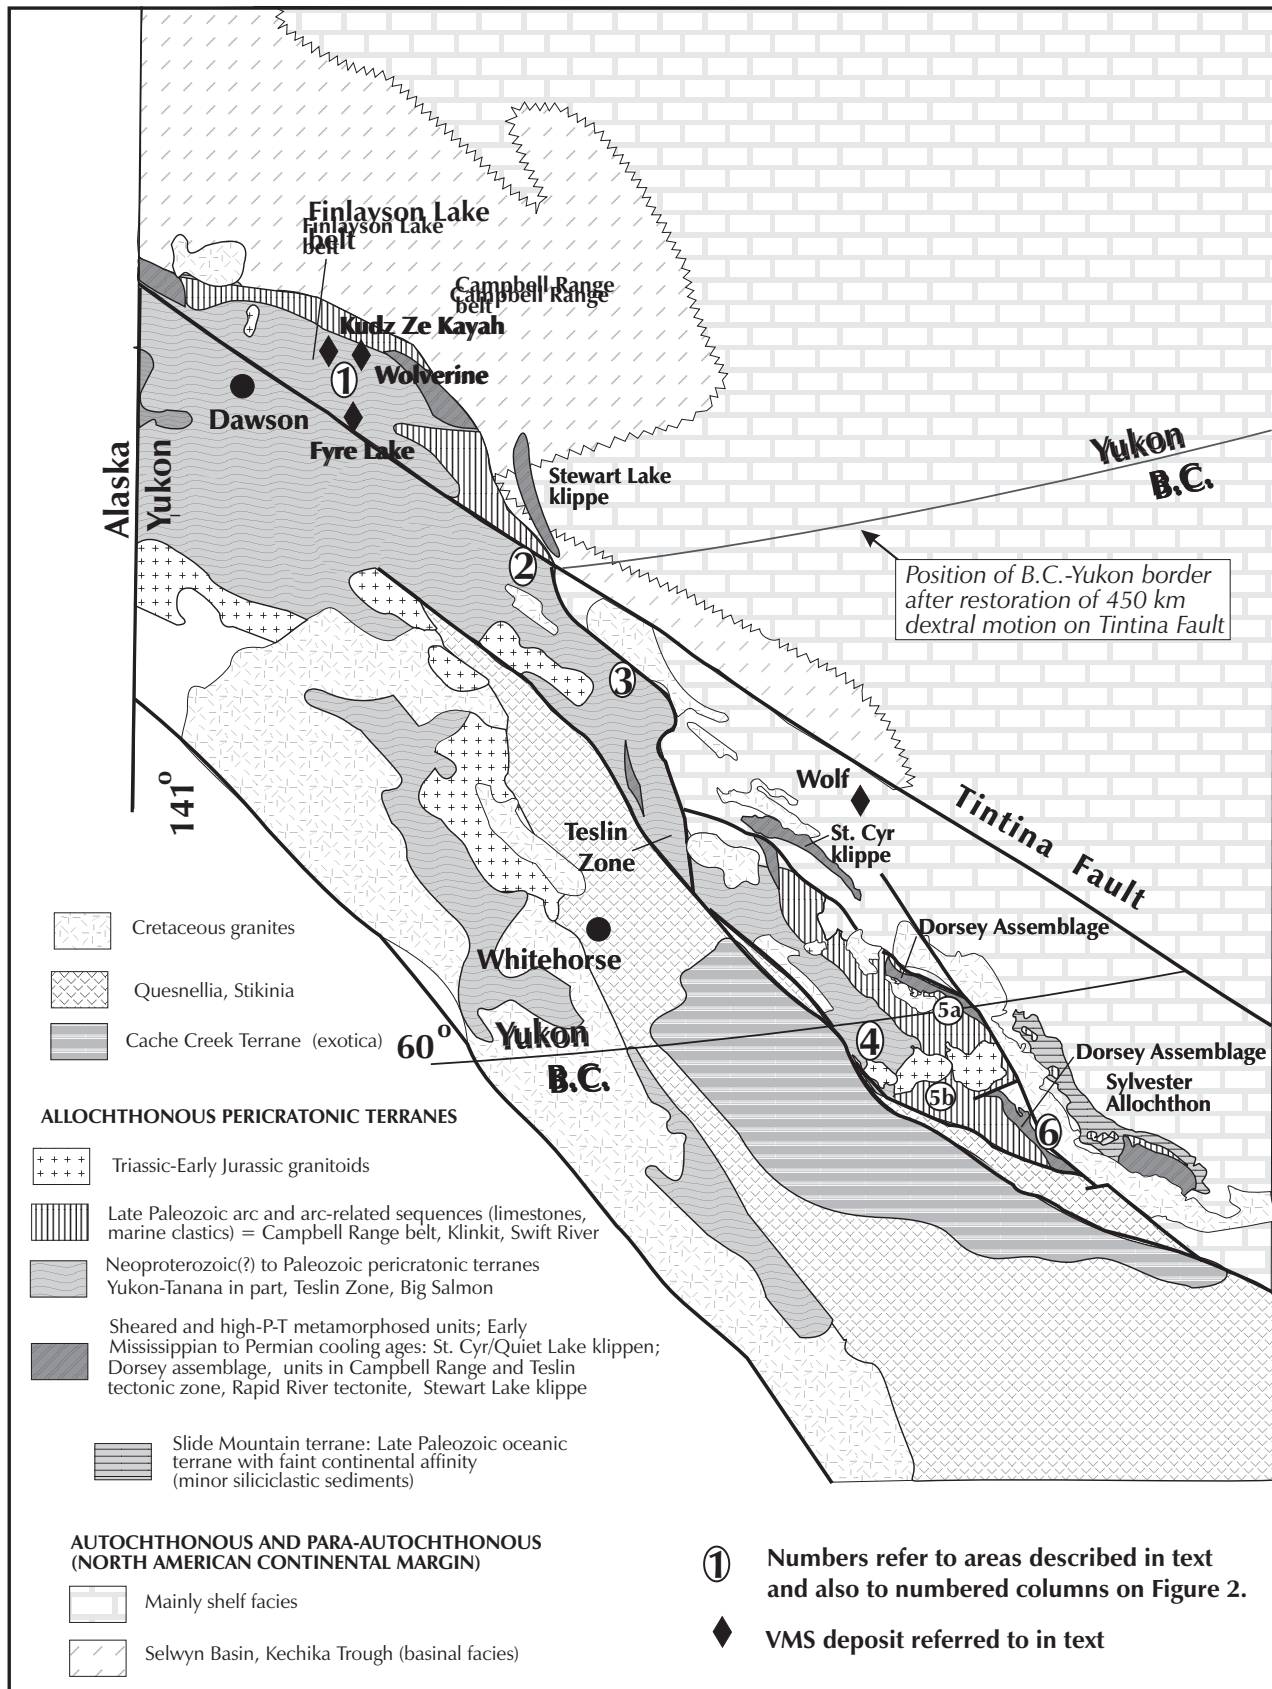 Finlayson Lake
belt
Finlayson Lake
belt
Campbell Range
belt
Campbell Range
Kudz Ze Kayah
1
Wolverine
Dawson
Fyre Lake
Alaska
Yukon
Stewart Lake
klippe
Yukon
B.C.
2
Position of B.C.-Yukon border
after restoration of 450 km
dextral motion on Tintina Fault
3
141°
Wolf
Tintina Fault
St. Cyr
klippe
Teslin
Zone
Dorsey Assemblage
Whitehorse
5a
60°
Yukon
B.C.
4
Dorsey Assemblage
Sylvester
Allochthon
5b
6
Cretaceous granites
Quesnellia, Stikinia
Cache Creek Terrane (exotica)
ALLOCHTHONOUS PERICRATONIC TERRANES
Triassic-Early Jurassic granitoids
Late Paleozoic arc and arc-related sequences (limestones,
marine clastics) = Campbell Range belt, Klinkit, Swift River
Neoproterozoic(?) to Paleozoic pericratonic terranes
Yukon-Tanana in part, Teslin Zone, Big Salmon
Sheared and high-P-T metamorphosed units; Early
Mississippian to Permian cooling ages: St. Cyr/Quiet Lake klippen;
Dorsey assemblage, units in Campbell Range and Teslin
tectonic zone, Rapid River tectonite, Stewart Lake klippe
Slide Mountain terrane: Late Paleozoic oceanic
terrane with faint continental affinity
(minor siliciclastic sediments)
AUTOCHTHONOUS AND PARA-AUTOCHTHONOUS
(NORTH AMERICAN CONTINENTAL MARGIN)
Mainly shelf facies
Selwyn Basin, Kechika Trough (basinal facies)
1
Numbers refer to areas described in text
and also to numbered columns on Figure 2.
VMS deposit referred to in text